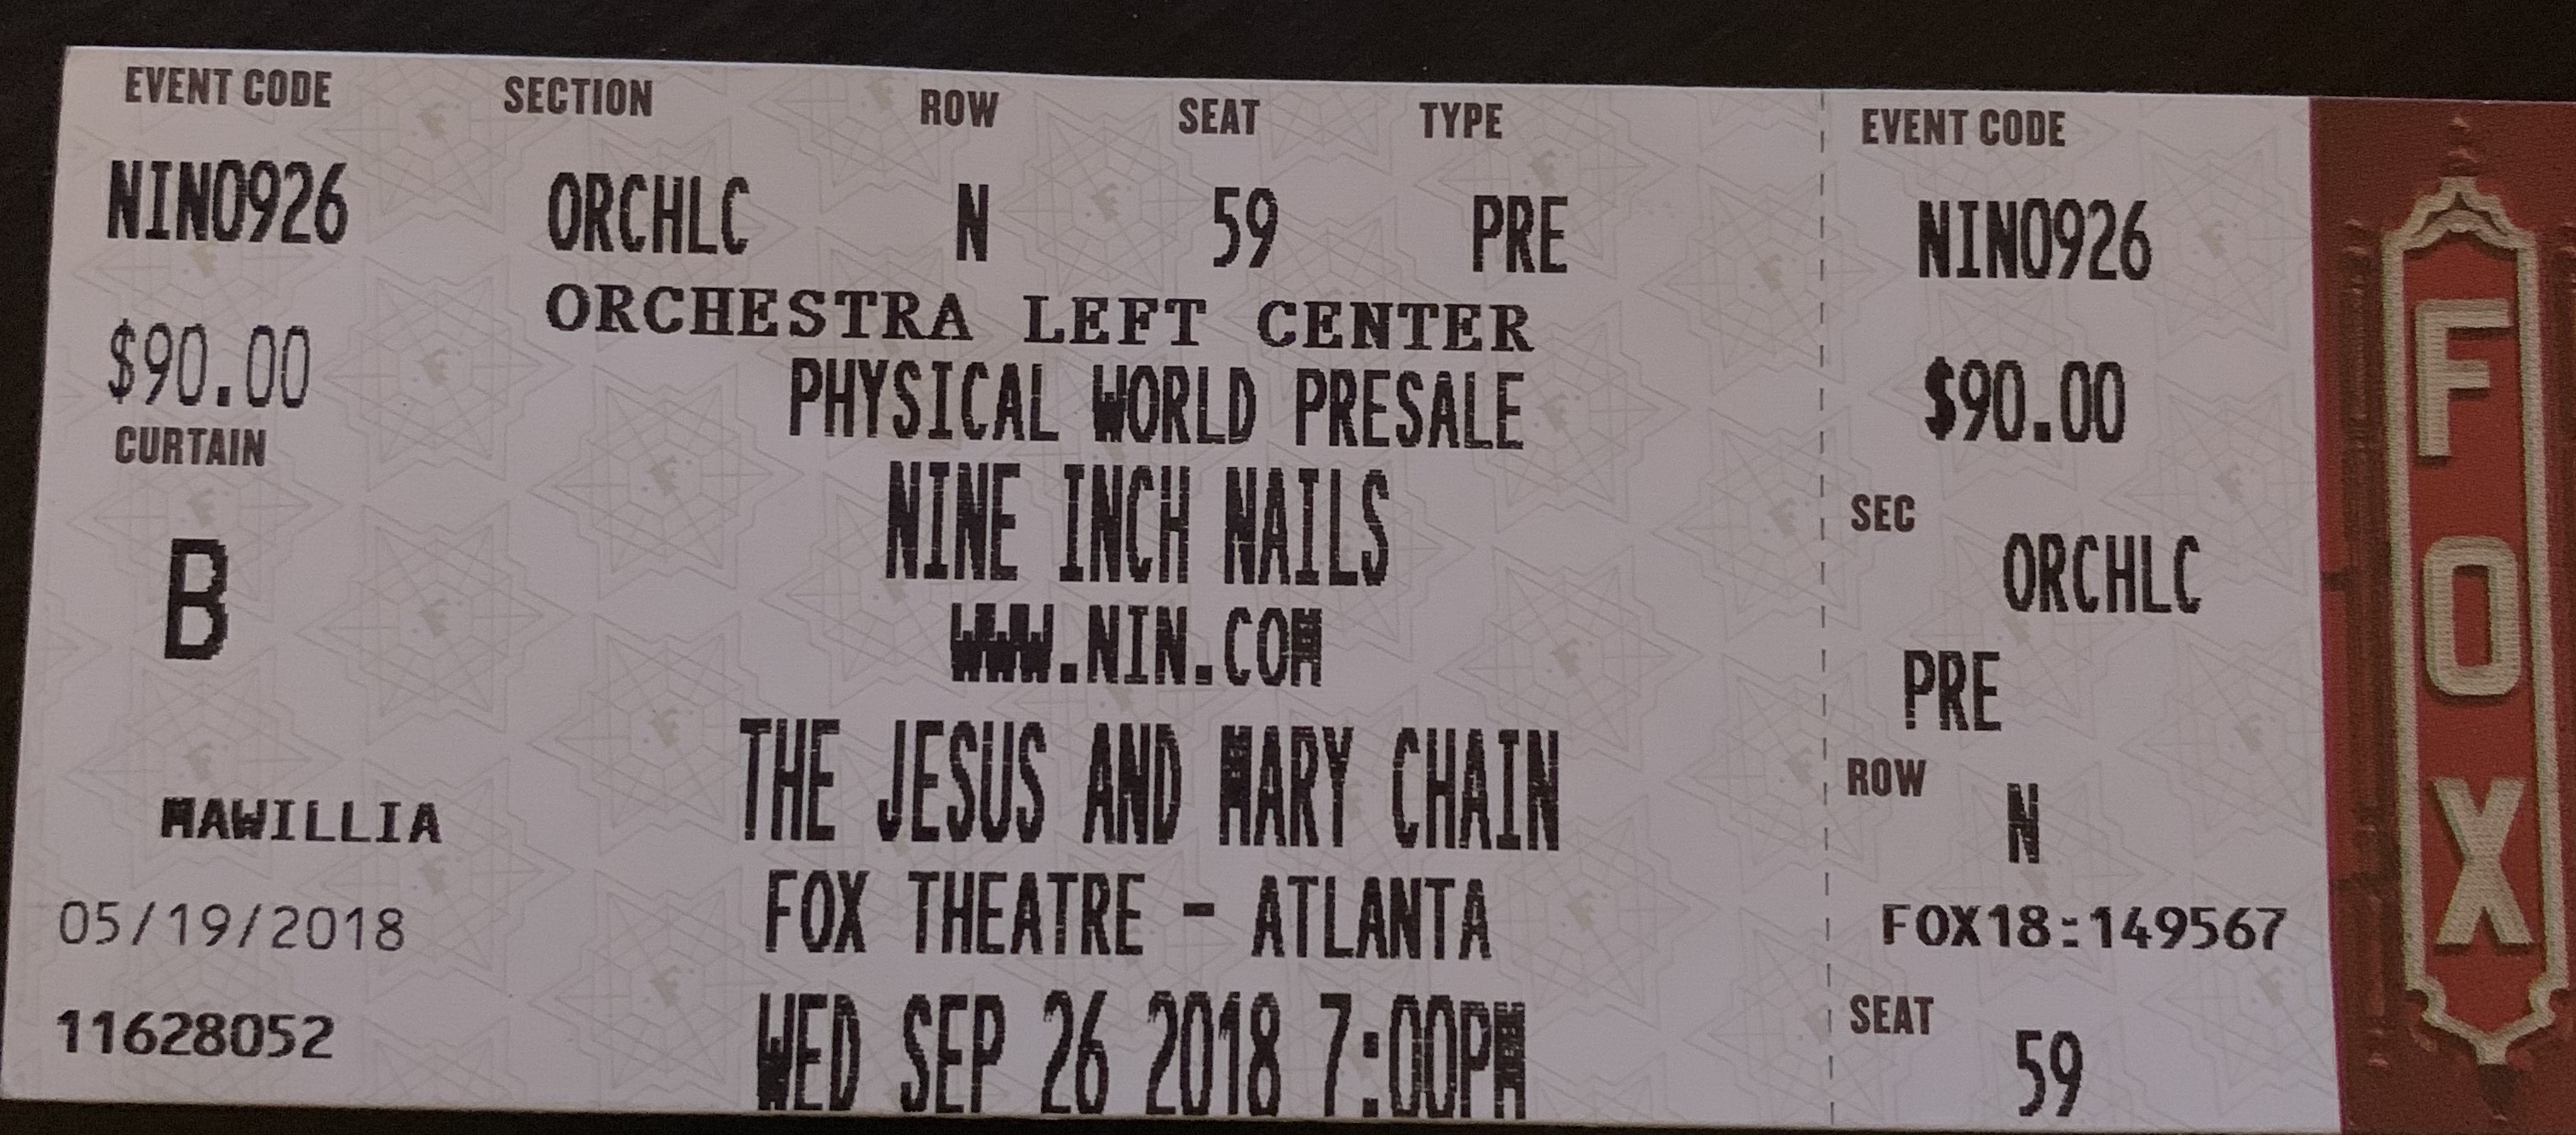 EVENT CODE SECTION ROW SEAT TYPE
NIN0926 ORCHLC N 59 PRE
ORCHESTRA LEFT CENTER
$90.00
PHYSICAL WORLD PRESALE
CURTAIN
NINE INCH NAILS
B
WWW.NIN.COM
THE JESUS AND MARY CHAIN
MAWILLIA
FOX THEATRE - ATLANTA
05/19/2018
WED SEP 26 2018 7:00PM
11628052
EVENT CODE
NIN0926
$90.00
SEC
ORCHLC
PRE
ROW
N
FOX18:149567
SEAT
59
FOX